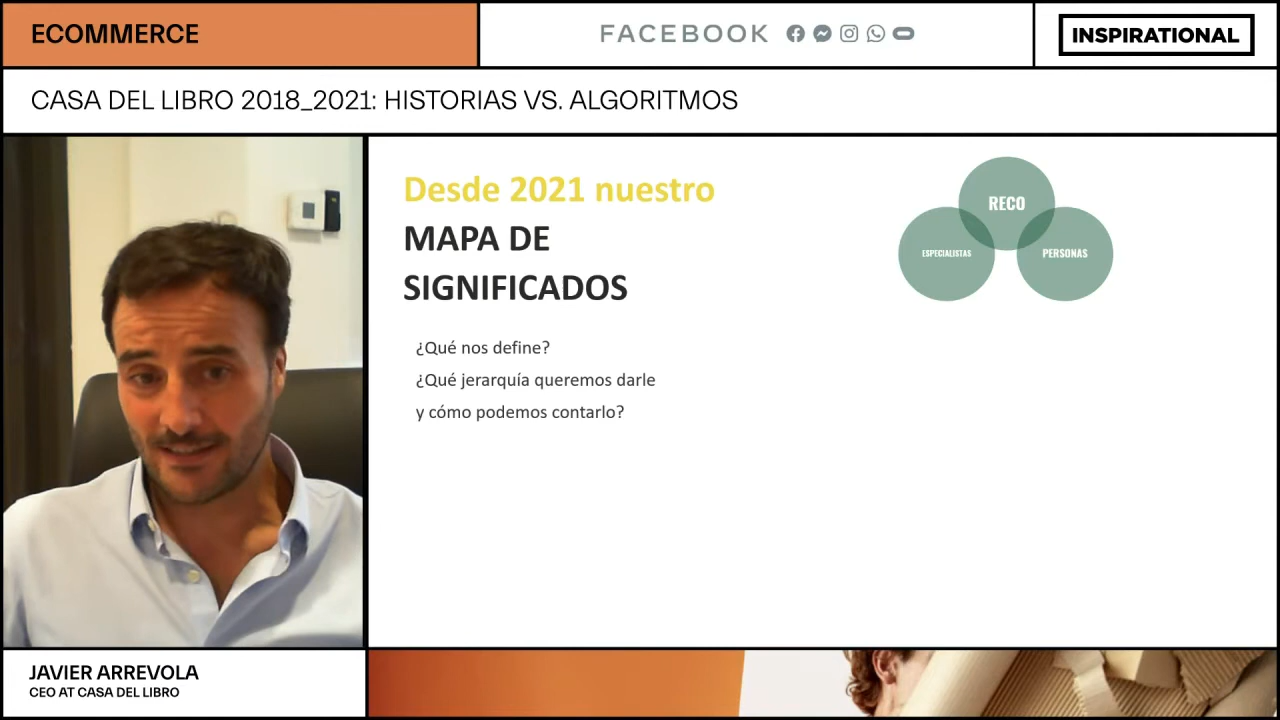 ECOMMERCE
FACEBOOK
INSPIRATIONAL
CASA DEL LIBRO 2018_2021: HISTORIAS VS. ALGORITMOS
Desde 2021 nuestro
MAPA DE
SIGNIFICADOS
¿Qué nos define?
¿Qué jerarquía queremos darle
y cómo podemos contarlo?
RECO
ESPECIALISTAS
PERSONAS
JAVIER ARREVOLA
CEO AT CASA DEL LIBRO